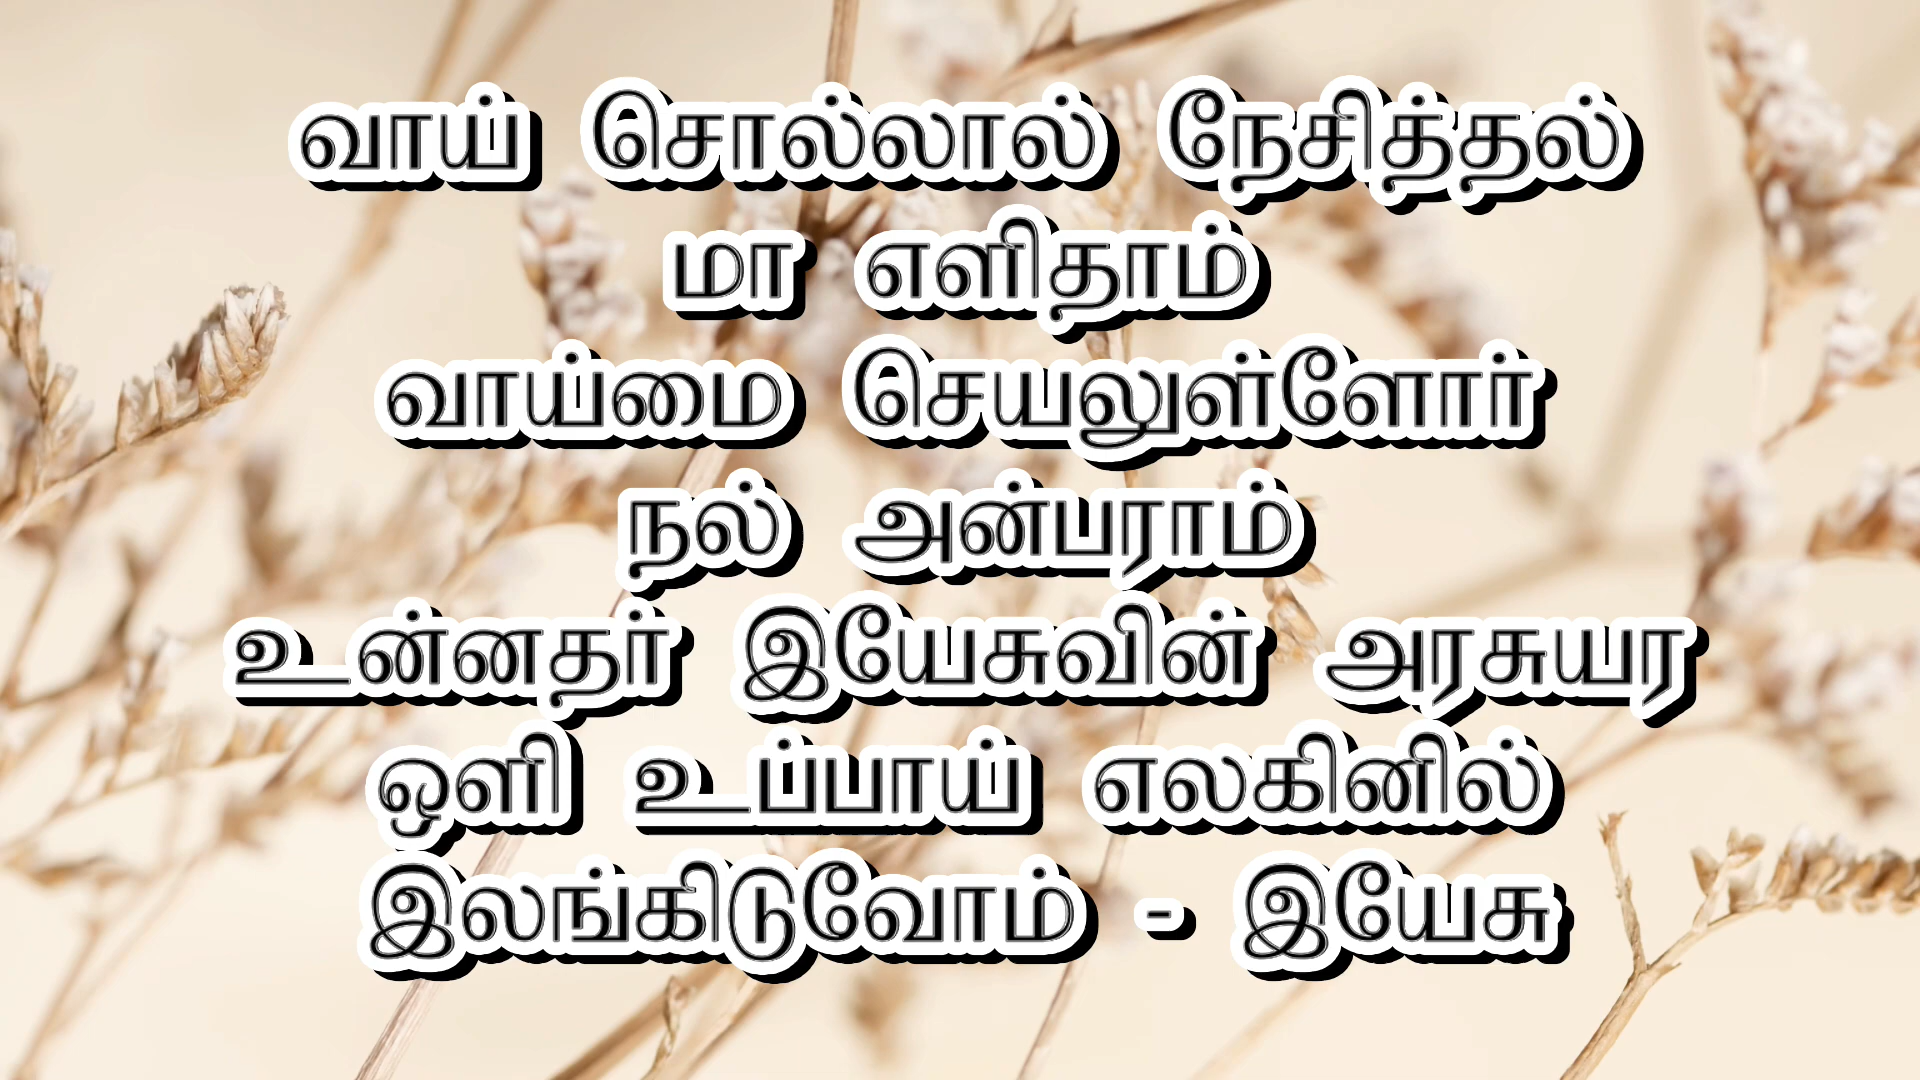 வாய் சொல்லால் நேசித்தல்
மா எளிதாம்
வாய்மை செயலுள்ளோர்
நல் அன்பராம்
உன்னதர் இயேசுவின் அரசுயர
ஒளி உப்பாய் எலகினில்
இலங்கிடுவோம் - இயேசு